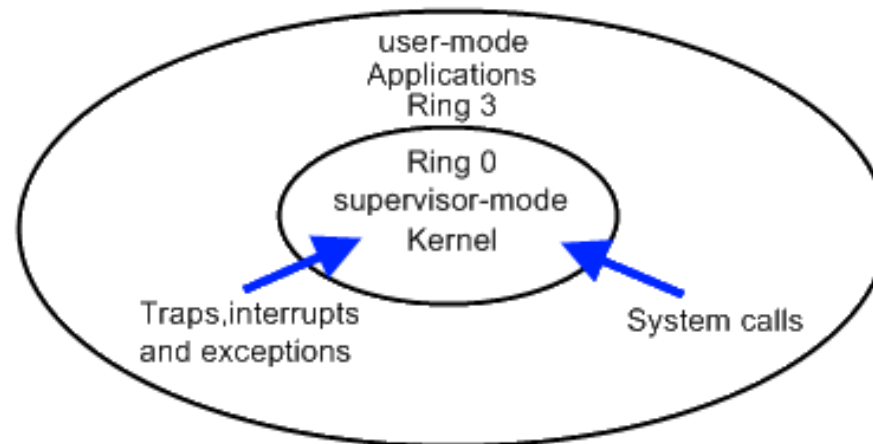 user-mode
Applications
Ring 3
Ring 0
supervisor-mode
Kernel
Traps,interrupts
and exceptions
System calls